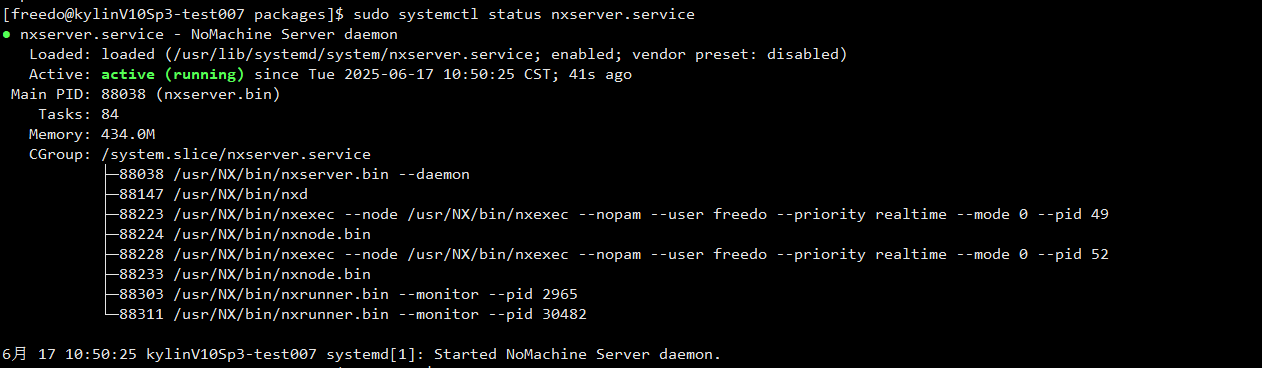 [freedo@kylinV10Sp3-test007 packages]$ sudo systemctl status nxserver.service
● nxserver.service - NoMachine Server daemon
   Loaded: loaded (/usr/lib/systemd/system/nxserver.service; enabled; vendor preset: disabled)
   Active: active (running) since Tue 2025-06-17 10:50:25 CST; 41s ago
 Main PID: 88038 (nxserver.bin)
    Tasks: 84
   Memory: 434.0M
   CGroup: /system.slice/nxserver.service
           ├─88038 /usr/NX/bin/nxserver.bin --daemon
           ├─88147 /usr/NX/bin/nxd
           ├─88223 /usr/NX/bin/nxexec --node /usr/NX/bin/nxexec --nopam --user freedo --priority realtime --mode 0 --pid 49
           ├─88224 /usr/NX/bin/nxnode.bin
           ├─88228 /usr/NX/bin/nxexec --node /usr/NX/bin/nxexec --nopam --user freedo --priority realtime --mode 0 --pid 52
           ├─88233 /usr/NX/bin/nxnode.bin
           ├─88303 /usr/NX/bin/nxrunner.bin --monitor --pid 2965
           └─88311 /usr/NX/bin/nxrunner.bin --monitor --pid 30482

6月 17 10:50:25 kylinV10Sp3-test007 systemd[1]: Started NoMachine Server daemon.